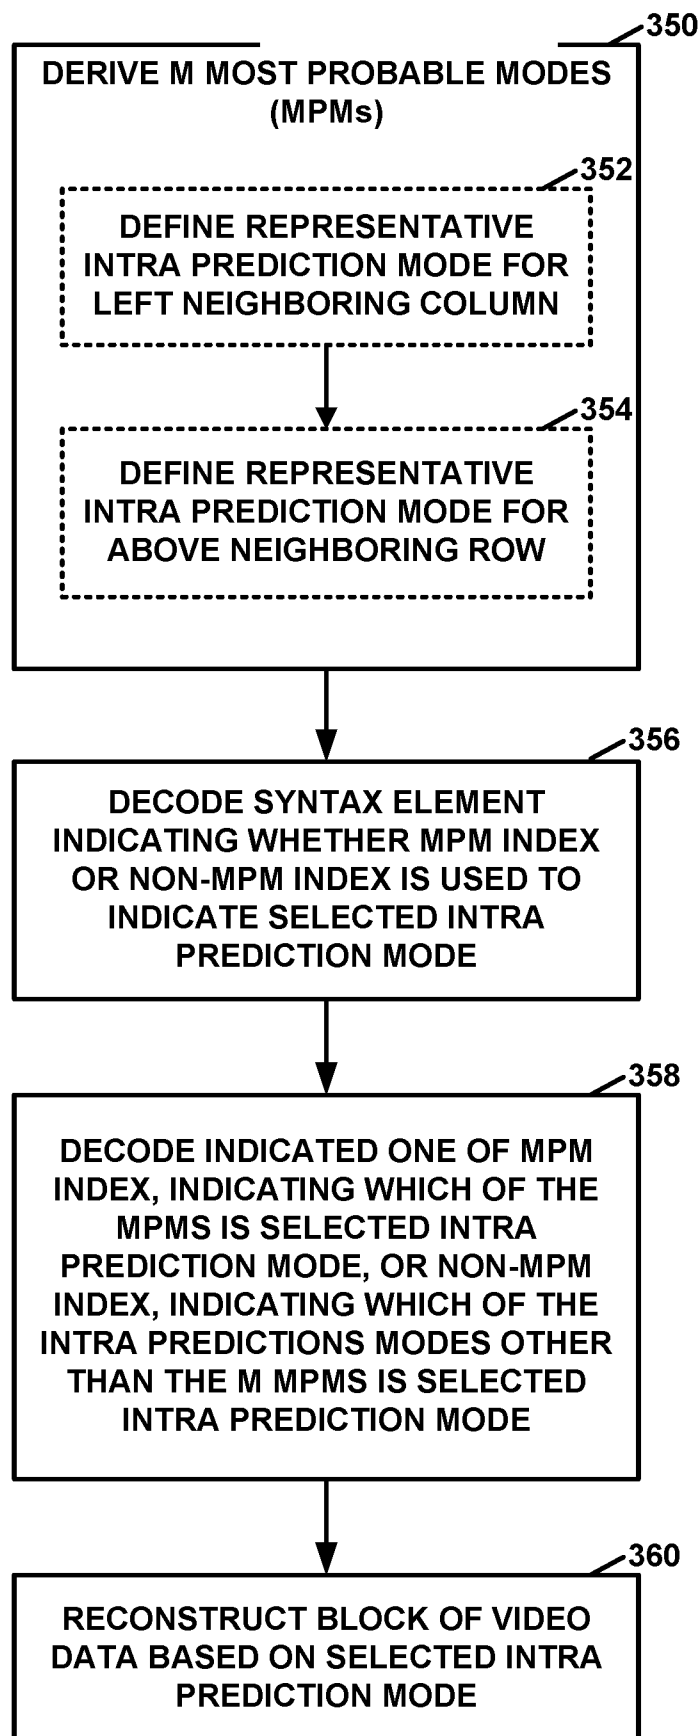 350
DERIVE M MOST PROBABLE MODES
(MPMs)
352
DEFINE REPRESENTATIVE
INTRA PREDICTION MODE FOR
LEFT NEIGHBORING COLUMN
354
DEFINE REPRESENTATIVE
INTRA PREDICTION MODE FOR
ABOVE NEIGHBORING ROW
356
DECODE SYNTAX ELEMENT
INDICATING WHETHER MPM INDEX
OR NON-MPM INDEX IS USED TO
INDICATE SELECTED INTRA
PREDICTION MODE
358
DECODE INDICATED ONE OF MPM
INDEX, INDICATING WHICH OF THE
MPMS IS SELECTED INTRA
PREDICTION MODE, OR NON-MPM
INDEX, INDICATING WHICH OF THE
INTRA PREDICTIONS MODES OTHER
THAN THE M MPMS IS SELECTED
INTRA PREDICTION MODE
360
RECONSTRUCT BLOCK OF VIDEO
DATA BASED ON SELECTED INTRA
PREDICTION MODE